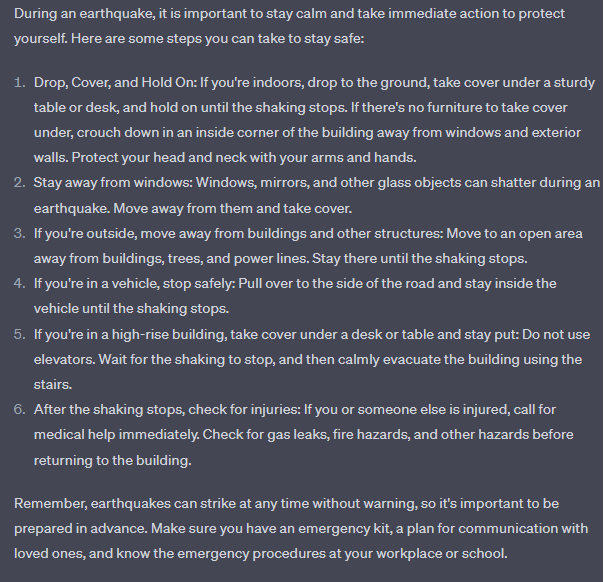 During an earthquake, it is important to stay calm and take immediate action to protect
yourself. Here are some steps you can take to stay safe:
1. Drop, Cover, and Hold On: If you're indoors, drop to the ground, take cover under a sturdy
table or desk, and hold on until the shaking stops. If there's no furniture to take cover
under, crouch down in an inside corner of the building away from windows and exterior
walls. Protect your head and neck with your arms and hands.
2. Stay away from windows: Windows, mirrors, and other glass objects can shatter during an
earthquake. Move away from them and take cover.
3. If you're outside, move away from buildings and other structures: Move to an open area
away from buildings, trees, and power lines. Stay there until the shaking stops.
4. If you're in a vehicle, stop safely: Pull over to the side of the road and stay inside the
vehicle until the shaking stops.
5. If you're in a high-rise building, take cover under a desk or table and stay put: Do not use
elevators. Wait for the shaking to stop, and then calmly evacuate the building using the
stairs.
6. After the shaking stops, check for injuries: If you or someone else is injured, call for
medical help immediately. Check for gas leaks, fire hazards, and other hazards before
returning to the building.
Remember, earthquakes can strike at any time without warning, so it's important to be
prepared in advance. Make sure you have an emergency kit, a plan for communication with
loved ones, and know the emergency procedures at your workplace or school.